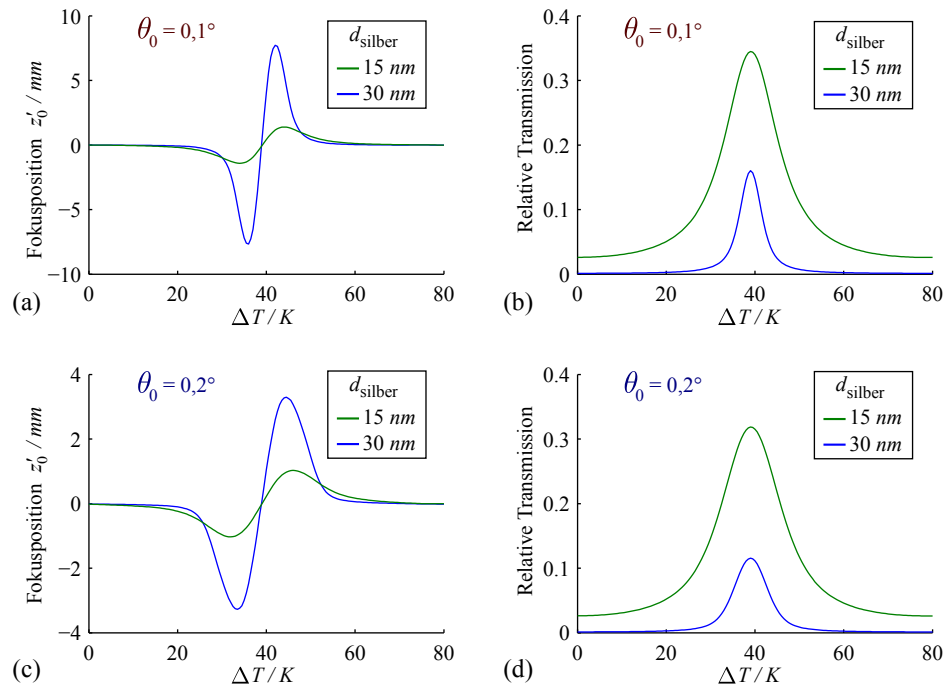 θ₀ = 0,1°
d_silber
15 nm
30 nm
Fokusposition z′₀ / mm
10
5
0
−5
−10
0
20
40
60
80
ΔT / K
(a)
θ₀ = 0,1°
d_silber
15 nm
30 nm
Relative Transmission
0.4
0.3
0.2
0.1
0
0
20
40
60
80
ΔT / K
(b)
θ₀ = 0,2°
d_silber
15 nm
30 nm
Fokusposition z′₀ / mm
4
2
0
−2
−4
0
20
40
60
80
ΔT / K
(c)
θ₀ = 0,2°
d_silber
15 nm
30 nm
Relative Transmission
0.4
0.3
0.2
0.1
0
0
20
40
60
80
ΔT / K
(d)